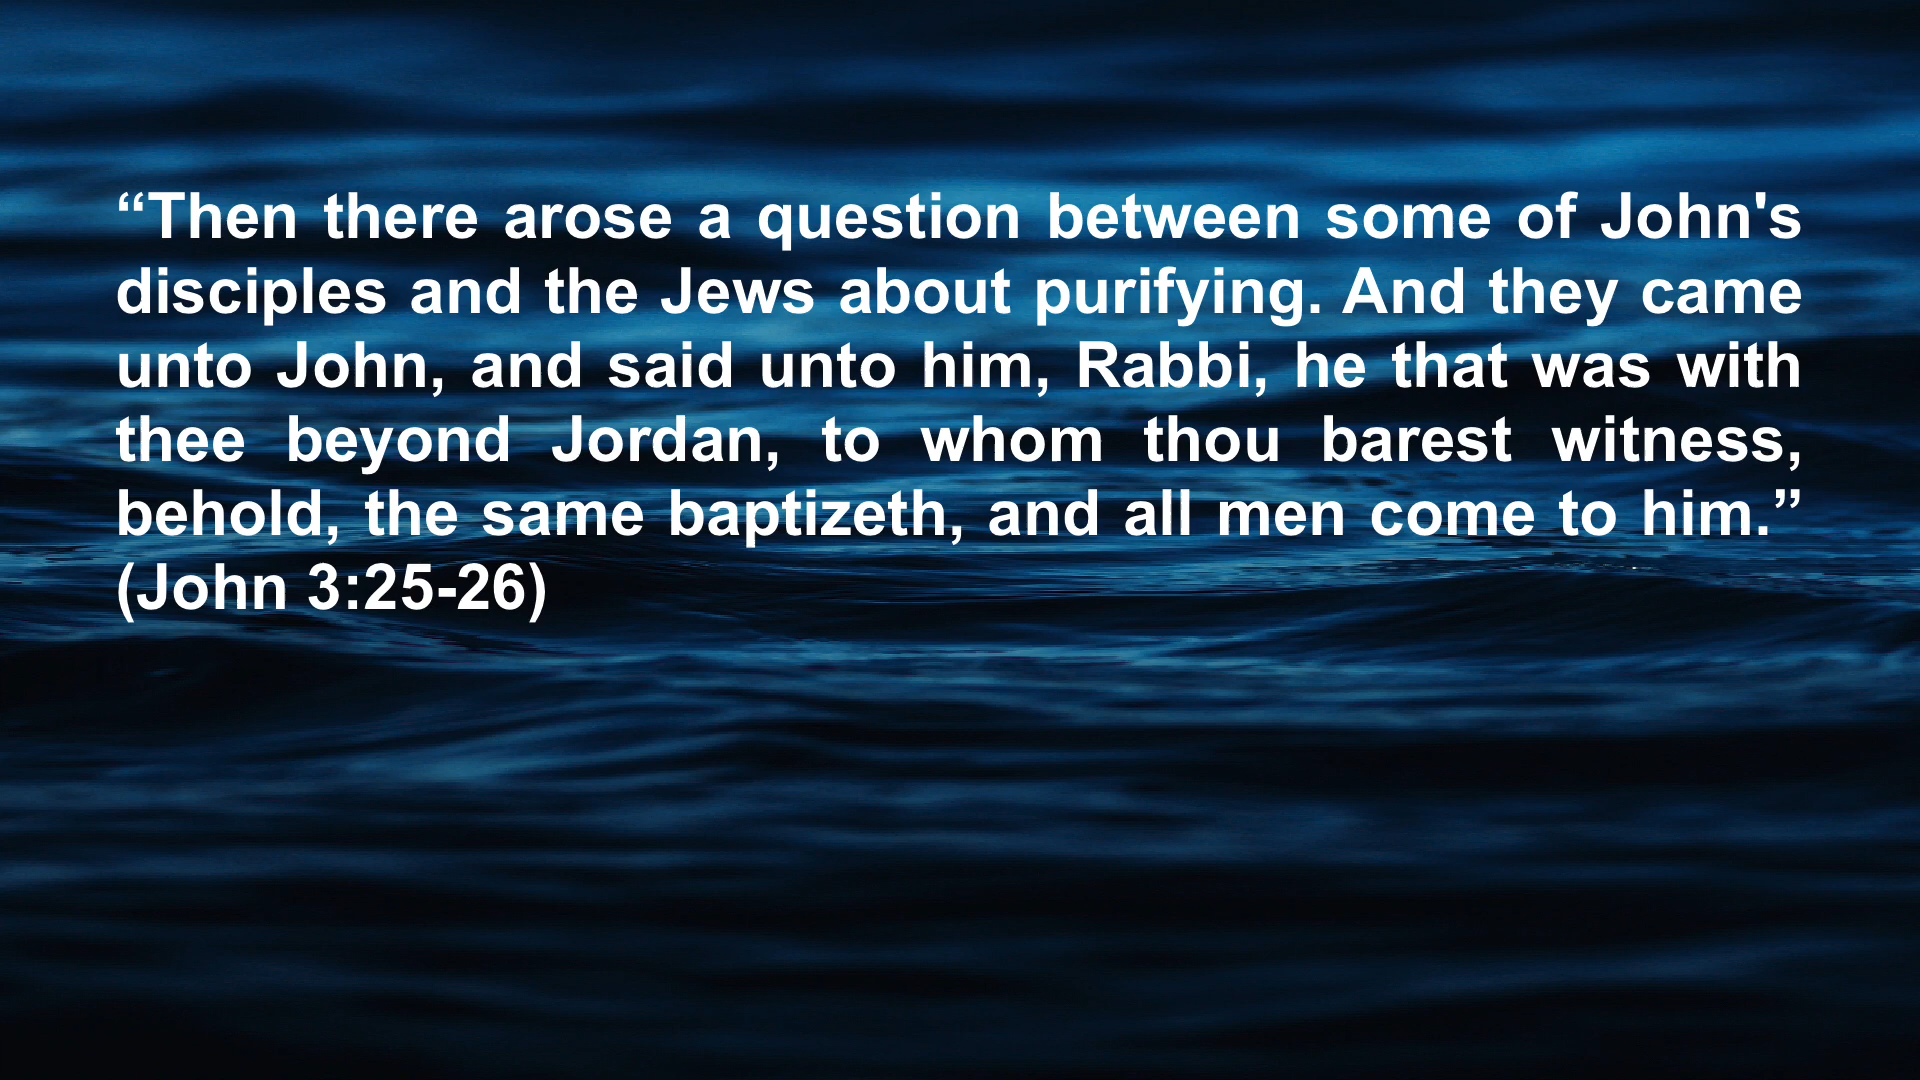 “Then there arose a question between some of John's
disciples and the Jews about purifying. And they came
unto John, and said unto him, Rabbi, he that was with
thee beyond Jordan, to whom thou barest witness,
behold, the same baptizeth, and all men come to him.”
(John 3:25-26)